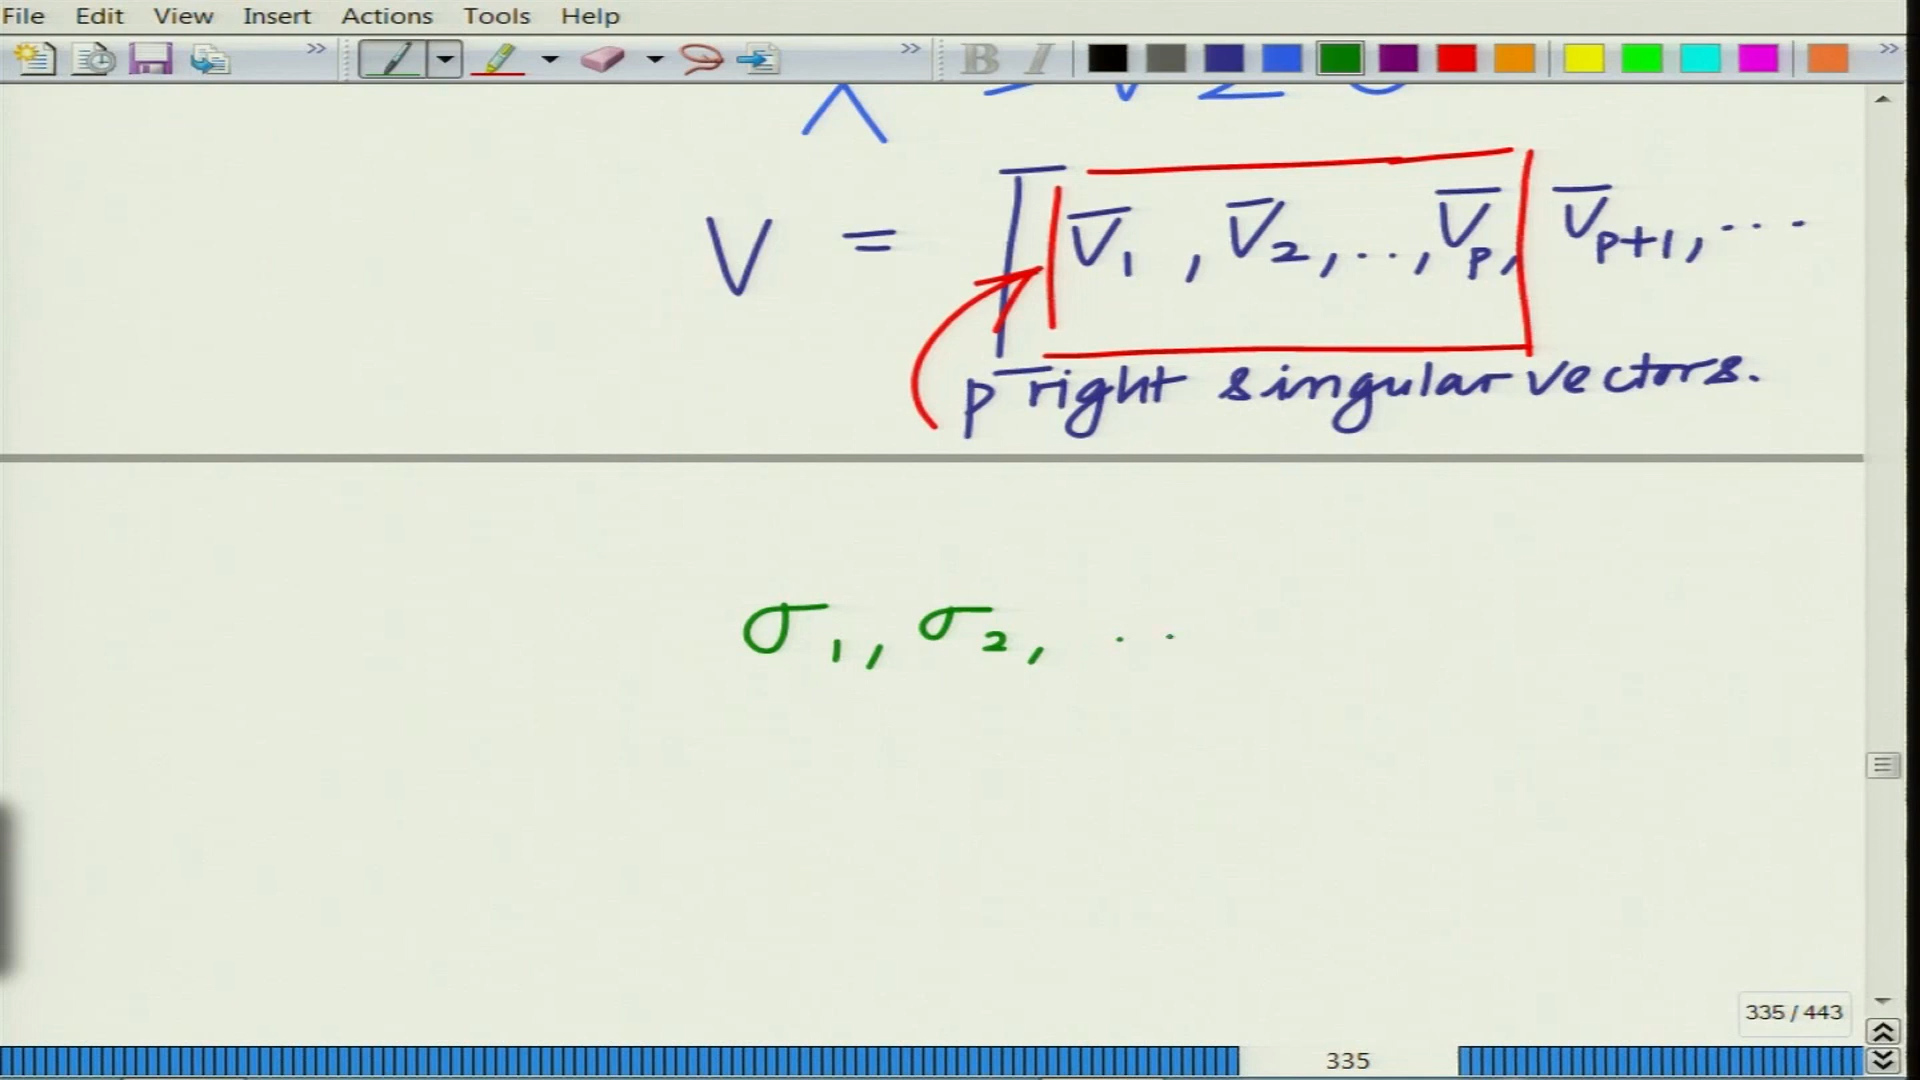 File Edit View Insert Actions Tools Help
B I
V = [ V̅₁ , V̅₂, .., V̅ₚ, V̅ₚ₊₁, ...
p right singular vectors.
σ₁, σ₂, ..
335 / 443
335